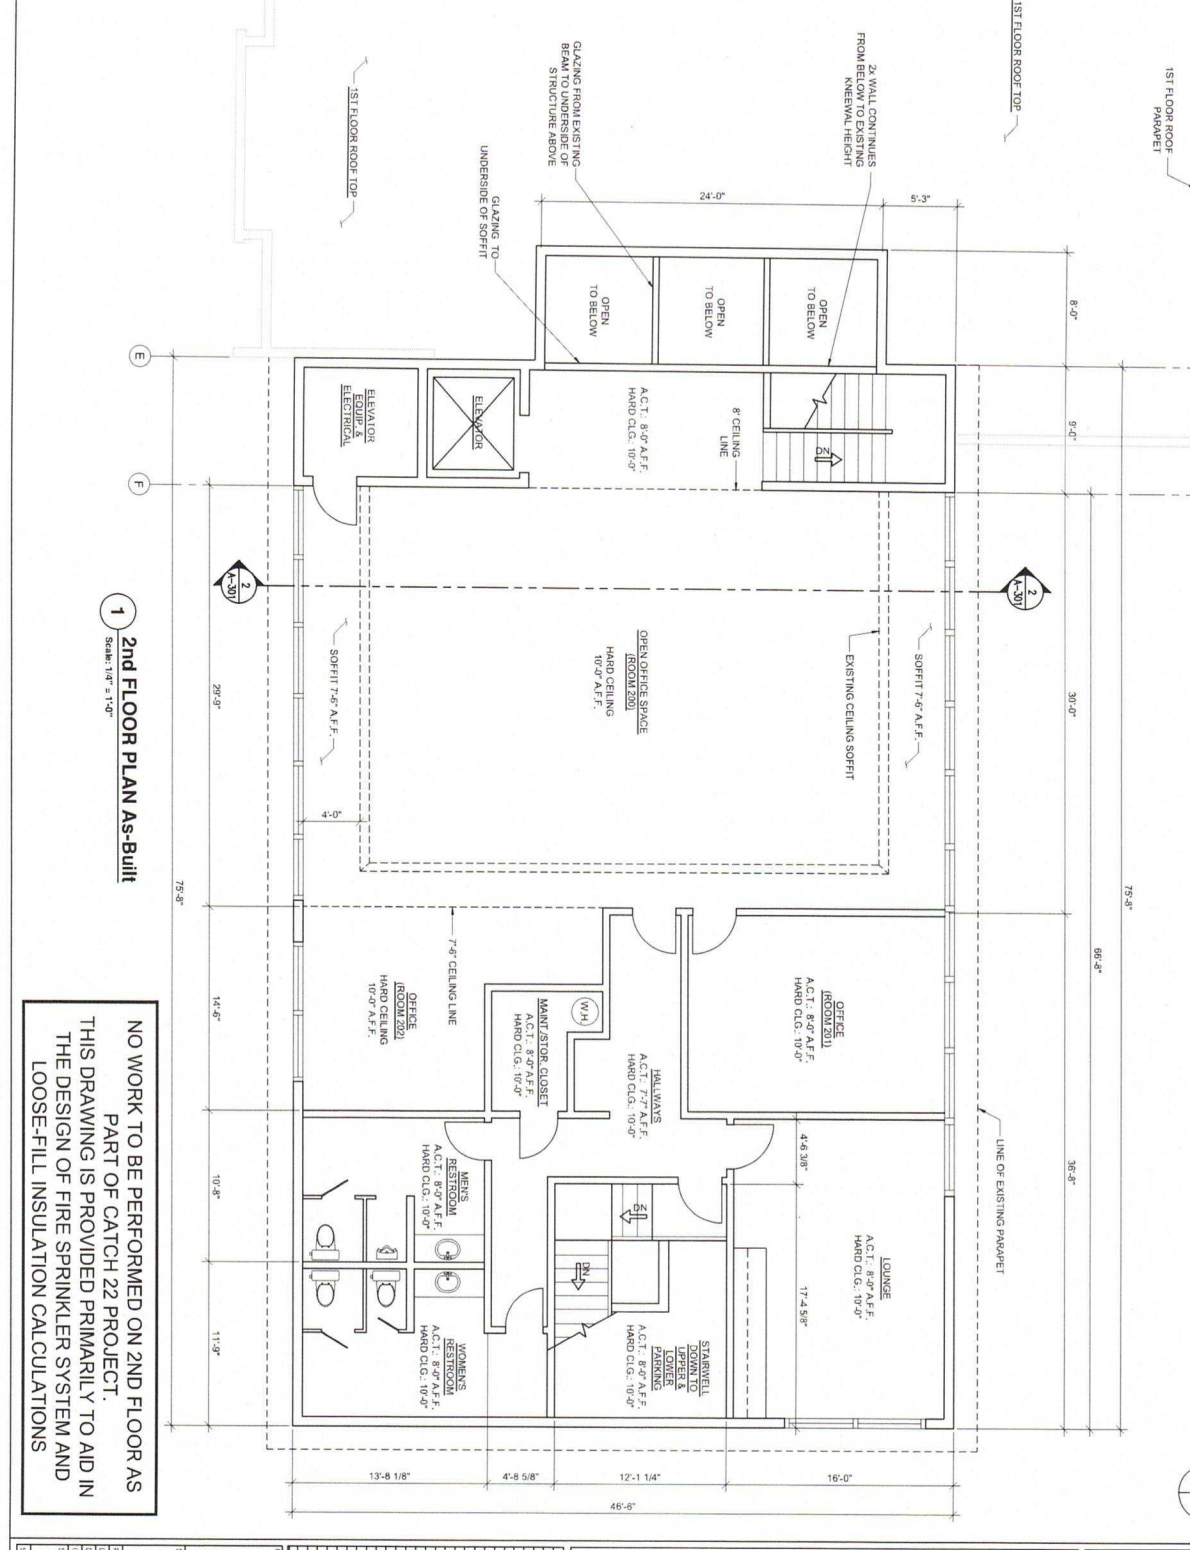 1ST FLOOR ROOF
PARAPET
1ST FLOOR ROOF TOP
2x WALL CONTINUES
FROM BELOW TO EXISTING
KNEEWAL HEIGHT
GLAZING FROM EXISTING
BEAM TO UNDERSIDE OF
STRUCTURE ABOVE
1ST FLOOR ROOF TOP
GLAZING TO
UNDERSIDE OF SOFFIT
24'-0"
5'-3"
8'-0"
9'-0"
OPEN
TO BELOW
OPEN
TO BELOW
OPEN
TO BELOW
E
F
ELEVATOR
EQUIP. &
ELECTRICAL
ELEVATOR
A.C.T.: 8'-0" A.F.F.
HARD CLG.: 10'-0"
8' CEILING
LINE
DN
2
A-301
2
A-301
SOFFIT 7'-6" A.F.F.
EXISTING CEILING SOFFIT
OPEN OFFICE SPACE
(ROOM 200)
HARD CEILING
10'-0" A.F.F.
SOFFIT 7'-6" A.F.F.
4'-0"
30'-0"
29'-9"
75'-8"
66'-8"
75'-8"
7'-6" CEILING LINE
OFFICE
(ROOM 201)
A.C.T.: 8'-0" A.F.F.
HARD CLG.: 10'-0"
OFFICE
(ROOM 202)
HARD CEILING
10'-0" A.F.F.
W.H.
MAINT./STOR. CLOSET
A.C.T.: 8'-0" A.F.F.
HARD CLG.: 10'-0"
HALLWAYS
A.C.T.: 7'-7" A.F.F.
HARD CLG.: 10'-0"
LINE OF EXISTING PARAPET
36'-8"
14'-6"
10'-8"
11'-9"
4'-6 3/8"
17'-4 5/8"
LOUNGE
A.C.T.: 8'-0" A.F.F.
HARD CLG.: 10'-0"
MEN'S
RESTROOM
A.C.T.: 8'-0" A.F.F.
HARD CLG.: 10'-0"
WOMEN'S
RESTROOM
A.C.T.: 8'-0" A.F.F.
HARD CLG.: 10'-0"
DN
DN
STAIRWELL
DOWN TO
UPPER &
LOWER
PARKING
A.C.T.: 8'-0" A.F.F.
HARD CLG.: 10'-0"
13'-8 1/8"
4'-8 5/8"
12'-1 1/4"
16'-0"
46'-6"
1
2nd FLOOR PLAN As-Built
Scale: 1/4" = 1'-0"
NO WORK TO BE PERFORMED ON 2ND FLOOR AS
PART OF CATCH 22 PROJECT.
THIS DRAWING IS PROVIDED PRIMARILY TO AID IN
THE DESIGN OF FIRE SPRINKLER SYSTEM AND
LOOSE-FILL INSULATION CALCULATIONS